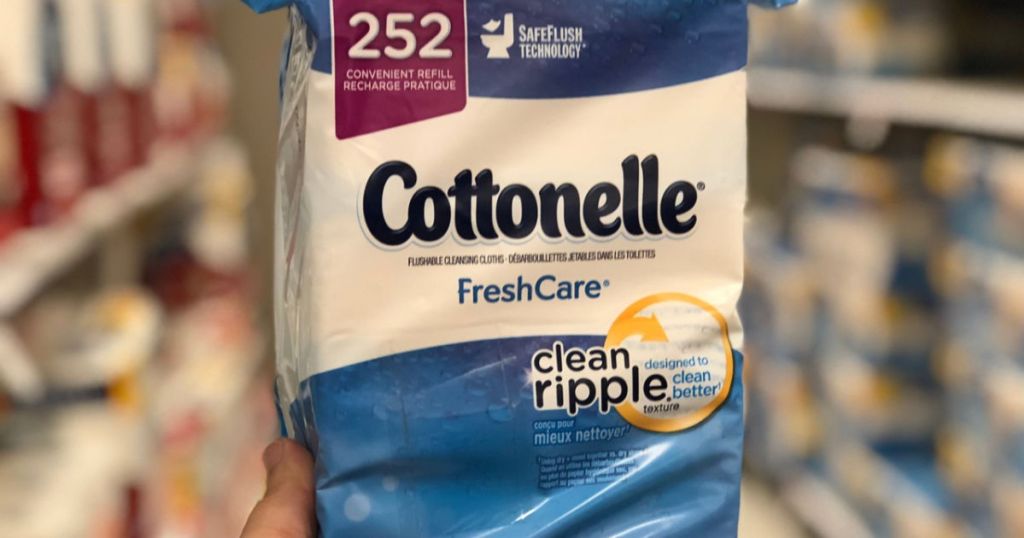 252
CONVENIENT REFILL
RECHARGE PRATIQUE
SAFEFLUSH
TECHNOLOGY
Cottonelle®
FLUSHABLE CLEANSING CLOTHS · DÉBARBOUILLETTES JETABLES DANS LES TOILETTES
FreshCare®
clean
ripple
texture
designed to
clean
better†
conçu pour
mieux nettoyer†